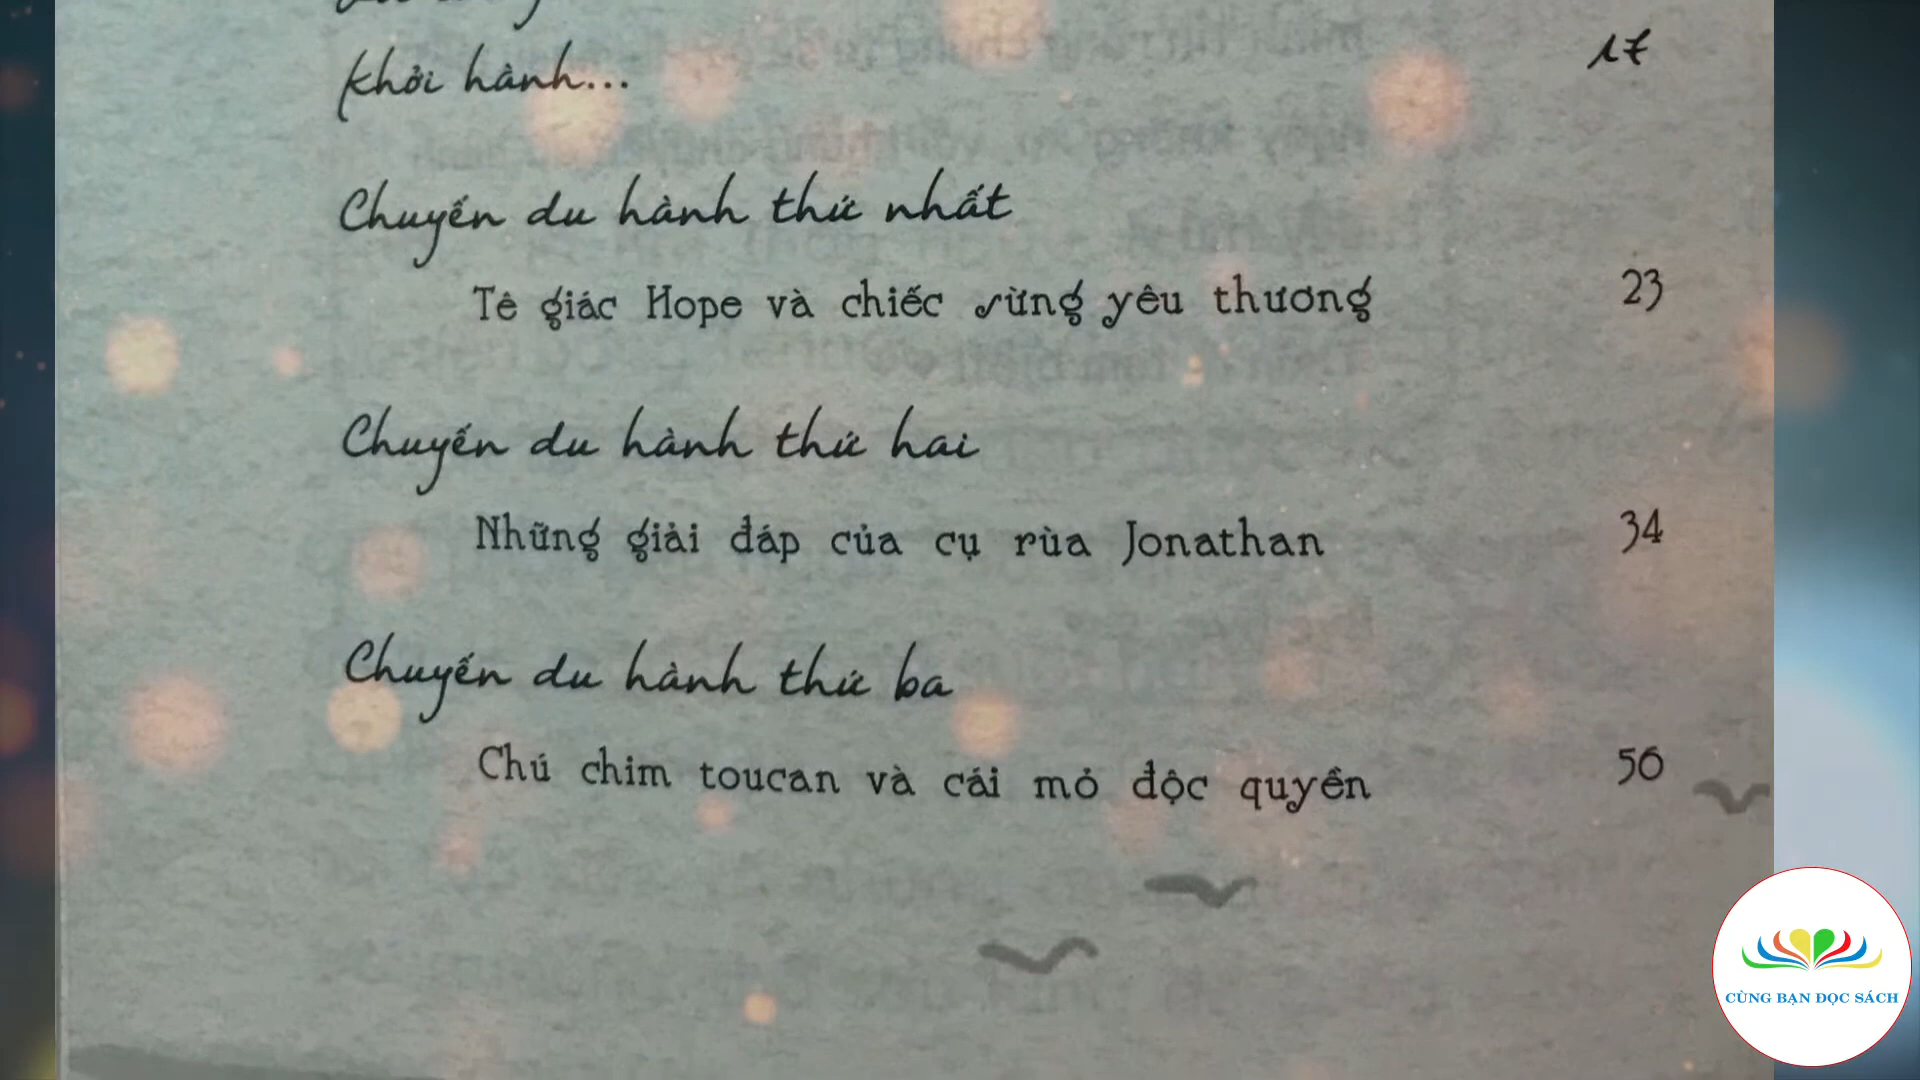 khởi hành...
17
Chuyến du hành thứ nhất
Tê giác Hope và chiếc sừng yêu thương 23
Chuyến du hành thứ hai
Những giải đáp của cụ rùa Jonathan 34
Chuyến du hành thứ ba
Chú chim toucan và cái mỏ độc quyền 50
CÙNG BẠN ĐỌC SÁCH